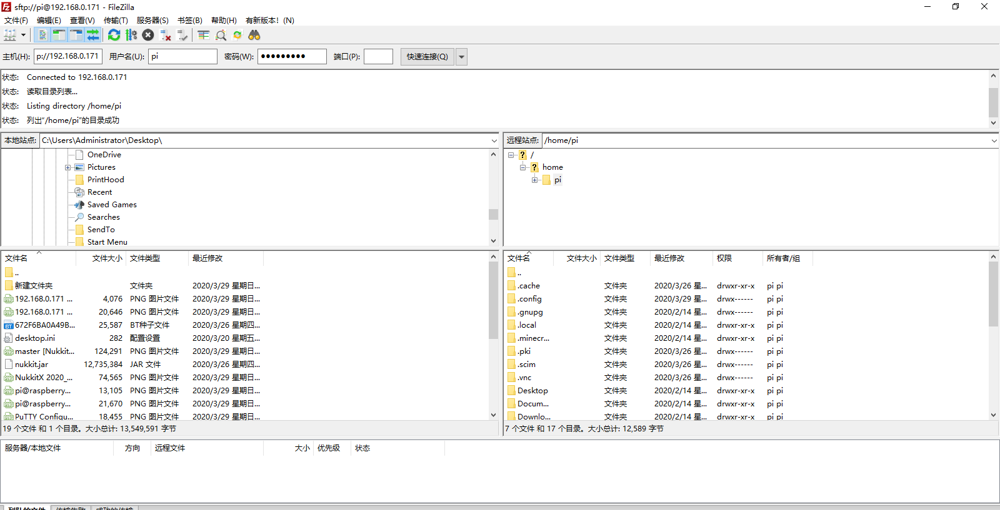 sftp://pi@192.168.0.171 - FileZilla
文件(F) 编辑(E) 查看(V) 传输(T) 服务器(S) 书签(B) 帮助(H) 有新版本！(N)
主机(H): p://192.168.0.171 用户名(U): pi 密码(W): ●●●●●●●●● 端口(P): 快速连接(Q)
状态: Connected to 192.168.0.171
状态: 读取目录列表...
状态: Listing directory /home/pi
状态: 列出"/home/pi"的目录成功
本地站点: C:\Users\Administrator\Desktop\
OneDrive
Pictures
PrintHood
Recent
Saved Games
Searches
SendTo
Start Menu
远程站点: /home/pi
/
home
pi
文件名 文件大小 文件类型 最近修改
..
新建文件夹 文件夹 2020/3/29 星期日...
192.168.0.171 ... 4,076 PNG 图片文件 2020/3/29 星期日...
192.168.0.171 ... 20,646 PNG 图片文件 2020/3/29 星期日...
672F6BA0A49B... 25,587 BT种子文件 2020/3/26 星期四...
desktop.ini 282 配置设置 2020/3/20 星期五...
master [Nukkit... 124,291 PNG 图片文件 2020/3/29 星期日...
nukkit.jar 12,735,384 JAR 文件 2020/3/26 星期四...
NukkitX 2020_... 74,565 PNG 图片文件 2020/3/29 星期日...
pi@raspberry... 13,105 PNG 图片文件 2020/3/29 星期日...
pi@raspberry... 21,670 PNG 图片文件 2020/3/29 星期日...
PuTTY Configu... 18,455 PNG 图片文件 2020/3/29 星期日...
19 个文件 和 1 个目录。大小总计: 13,549,591 字节
文件名 文件大小 文件类型 最近修改 权限 所有者/组
..
.cache 文件夹 2020/3/26 星... drwxr-xr-x pi pi
.config 文件夹 2020/3/29 星... drwx------ pi pi
.gnupg 文件夹 2020/2/14 星... drwx------ pi pi
.local 文件夹 2020/2/14 星... drwxr-xr-x pi pi
.minecr... 文件夹 2020/2/14 星... drwxr-xr-x pi pi
.pki 文件夹 2020/3/26 星... drwx------ pi pi
.scim 文件夹 2020/3/26 星... drwx------ pi pi
.vnc 文件夹 2020/3/26 星... drwx------ pi pi
Desktop 文件夹 2020/2/14 星... drwxr-xr-x pi pi
Docum... 文件夹 2020/2/14 星... drwxr-xr-x pi pi
Downlo... 文件夹 2020/2/14 星... drwxr-xr-x pi pi
7 个文件 和 17 个目录。大小总计: 12,589 字节
服务器/本地文件 方向 远程文件 大小 优先级 状态
列队的文件 传输失败 成功的传输